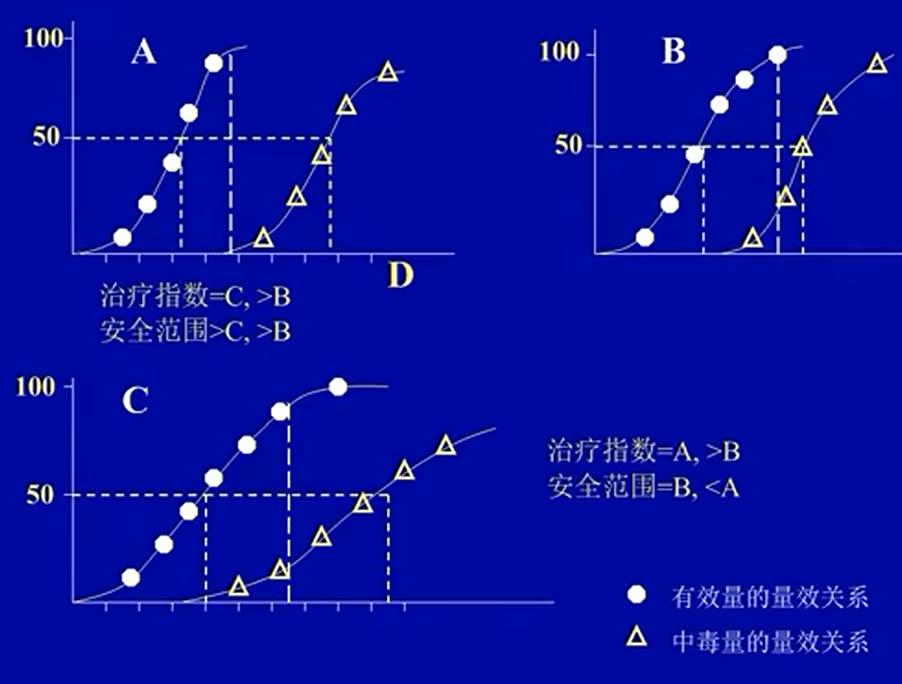 100
A
50
D
治疗指数=C, >B
安全范围>C, >B
100
B
50
100
C
50
治疗指数=A, >B
安全范围=B, <A
有效量的量效关系
中毒量的量效关系